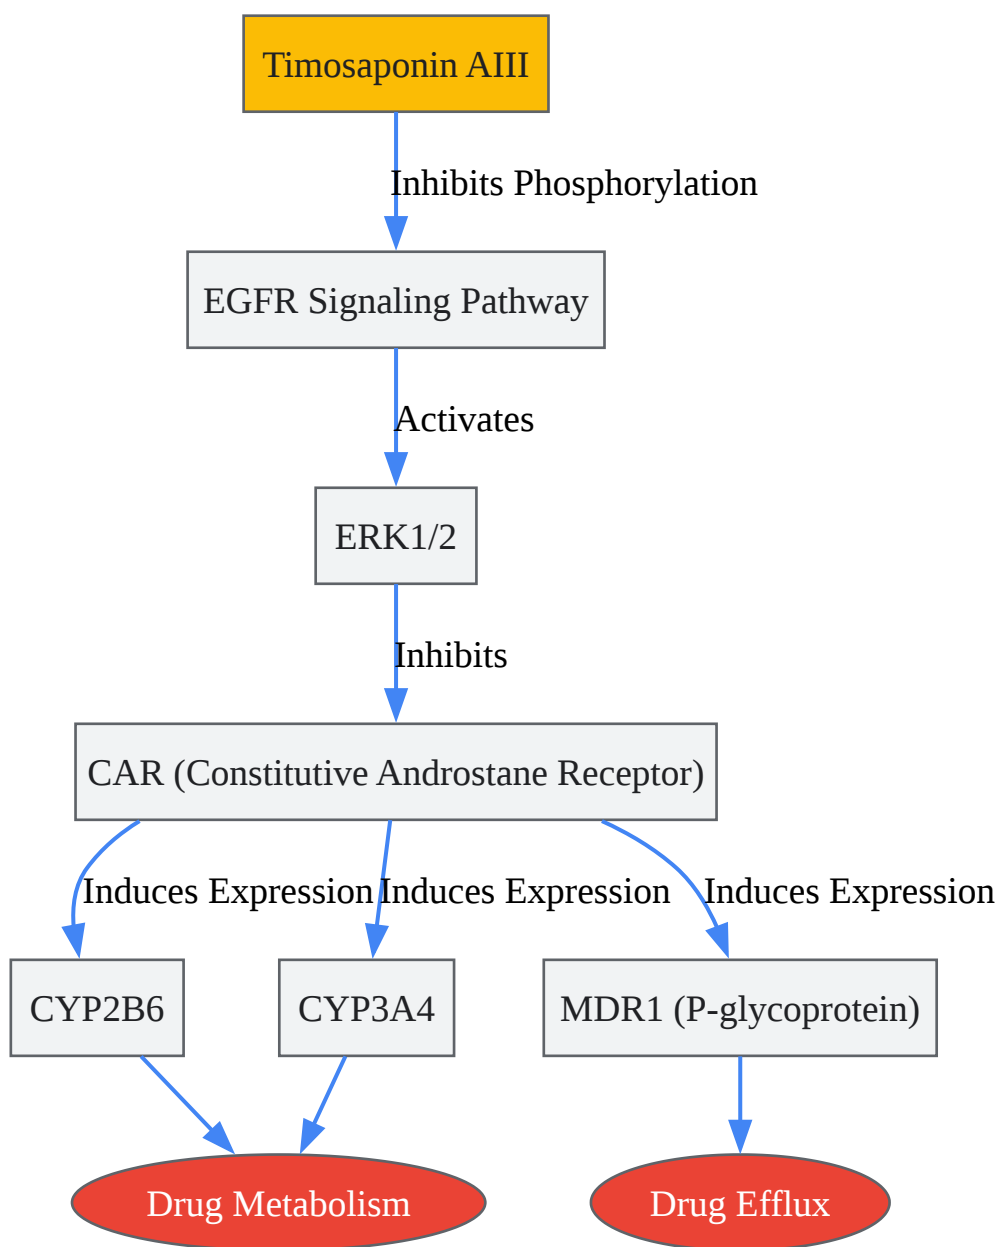 Timosaponin AIII
Inhibits Phosphorylation
EGFR Signaling Pathway
Activates
ERK1/2
Inhibits
CAR (Constitutive Androstane Receptor)
Induces Expression
Induces Expression
Induces Expression
CYP2B6
CYP3A4
MDR1 (P-glycoprotein)
Drug Metabolism
Drug Efflux